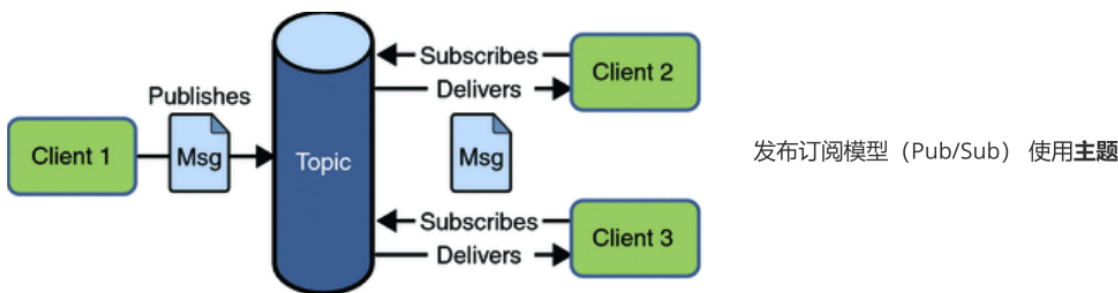 Publishes
Client 1
Msg
Topic
Subscribes
Delivers
Client 2
Msg
Subscribes
Delivers
Client 3
发布订阅模型（Pub/Sub） 使用主题